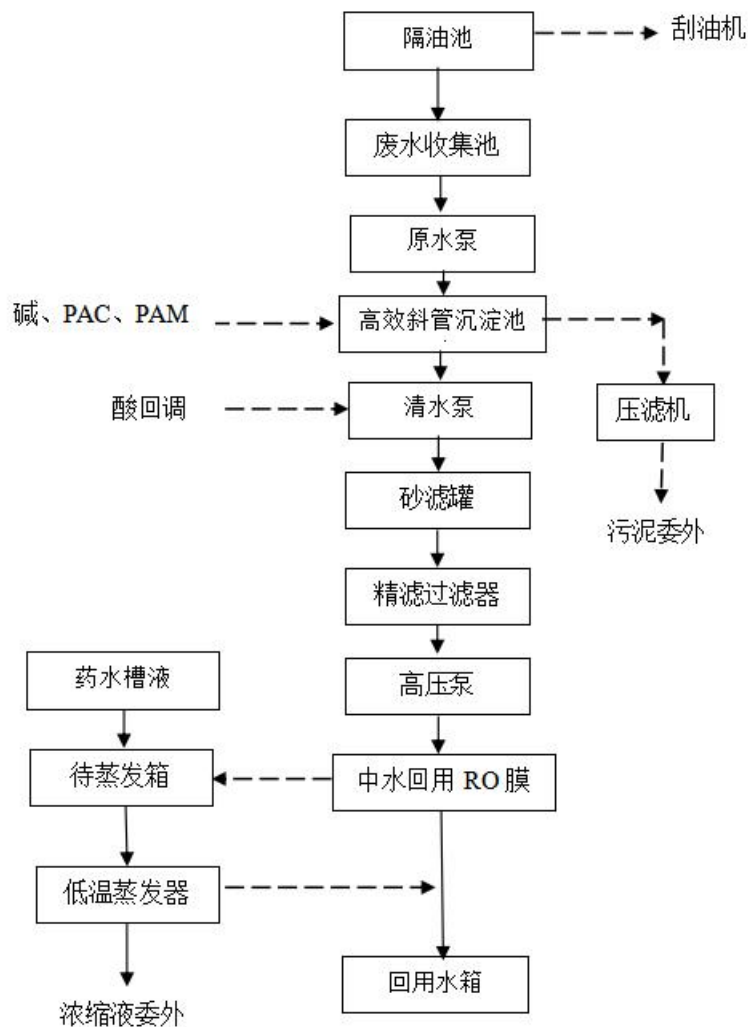 隔油池
刮油机
废水收集池
原水泵
碱、PAC、PAM
高效斜管沉淀池
酸回调
清水泵
压滤机
砂滤罐
污泥委外
精滤过滤器
药水槽液
高压泵
待蒸发箱
中水回用 RO 膜
低温蒸发器
回用水箱
浓缩液委外